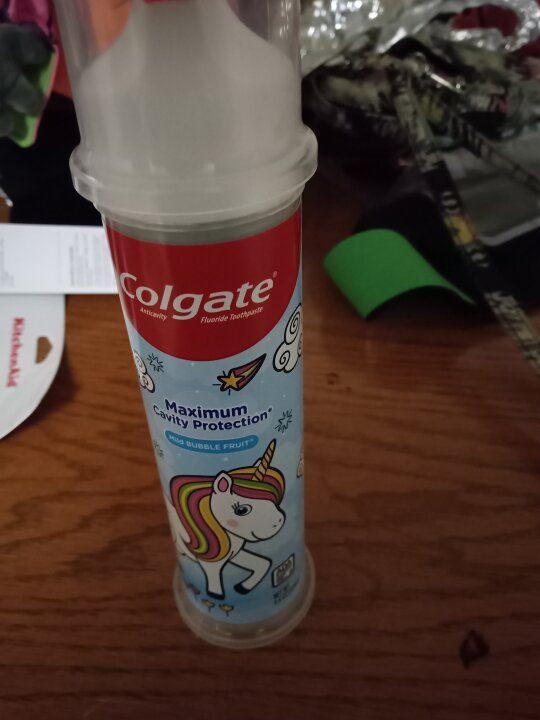 Colgate®
Anticavity Fluoride Toothpaste
Maximum
Cavity Protection*
Mild BUBBLE FRUIT®
KitchenAid